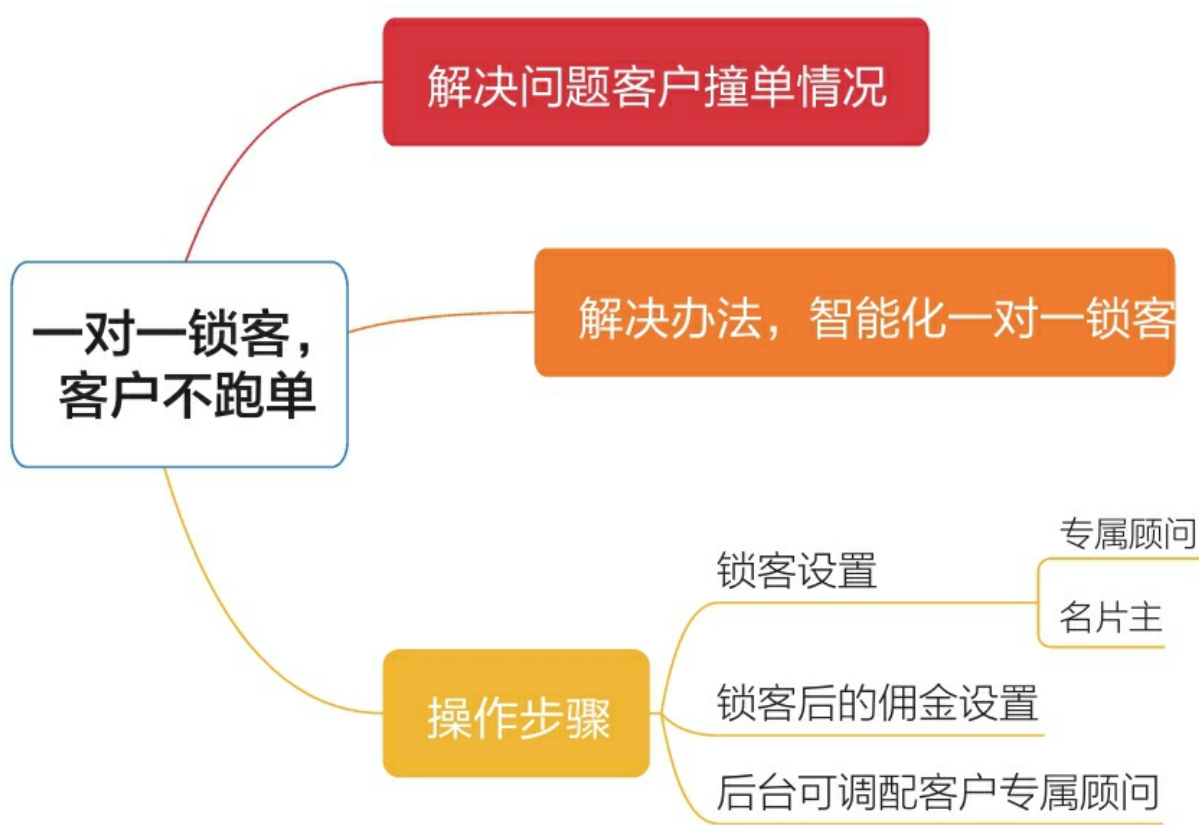 解决问题客户撞单情况
一对一锁客，
客户不跑单
解决办法，智能化一对一锁客
操作步骤
锁客设置
专属顾问
名片主
锁客后的佣金设置
后台可调配客户专属顾问